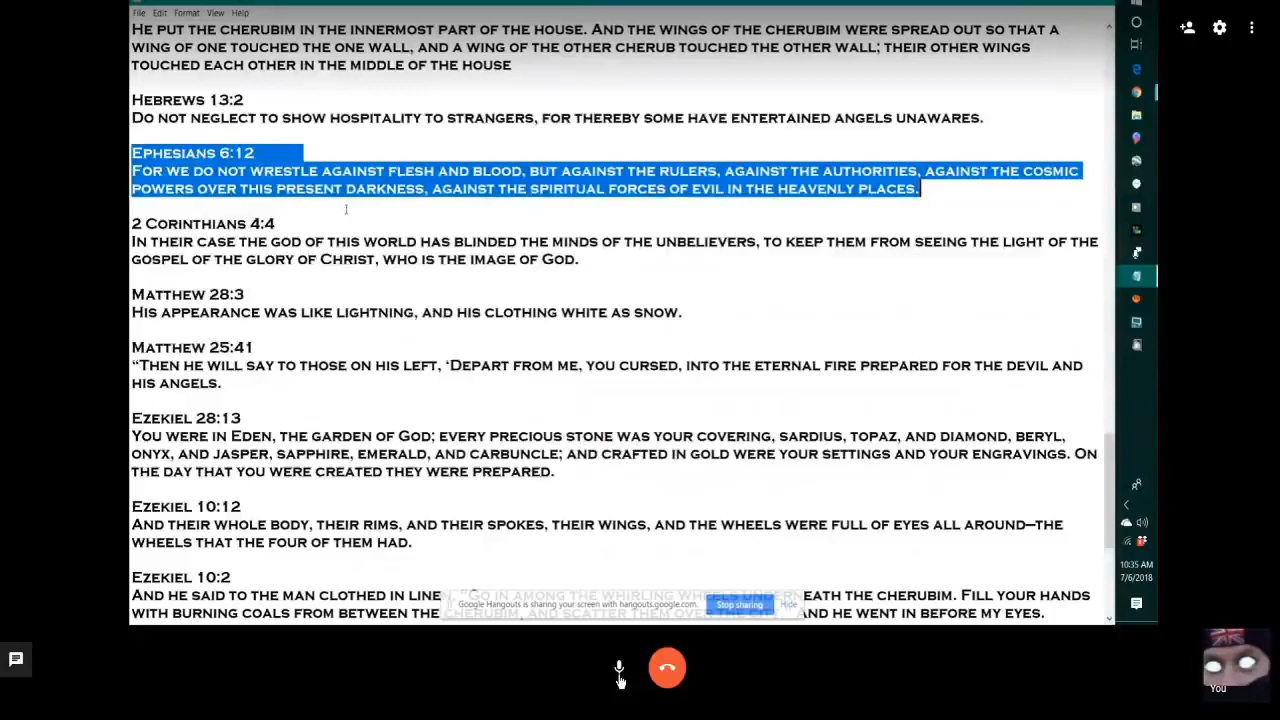 File Edit Format View Help
He put the cherubim in the innermost part of the house. And the wings of the cherubim were spread out so that a
wing of one touched the one wall, and a wing of the other cherub touched the other wall; their other wings
touched each other in the middle of the house
Hebrews 13:2
Do not neglect to show hospitality to strangers, for thereby some have entertained angels unawares.
Ephesians 6:12
For we do not wrestle against flesh and blood, but against the rulers, against the authorities, against the cosmic
powers over this present darkness, against the spiritual forces of evil in the heavenly places.
2 Corinthians 4:4
In their case the god of this world has blinded the minds of the unbelievers, to keep them from seeing the light of the
gospel of the glory of Christ, who is the image of God.
Matthew 28:3
His appearance was like lightning, and his clothing white as snow.
Matthew 25:41
“Then he will say to those on his left, ‘Depart from me, you cursed, into the eternal fire prepared for the devil and
his angels.
Ezekiel 28:13
You were in Eden, the garden of God; every precious stone was your covering, sardius, topaz, and diamond, beryl,
onyx, and jasper, sapphire, emerald, and carbuncle; and crafted in gold were your settings and your engravings. On
the day that you were created they were prepared.
Ezekiel 10:12
And their whole body, their rims, and their spokes, their wings, and the wheels were full of eyes all around—the
wheels that the four of them had.
Ezekiel 10:2
And he said to the man clothed in linen, “Go in among the whirling wheels underneath the cherubim. Fill your hands
with burning coals from between the cherubim, and scatter them over the And he went in before my eyes.
Google Hangouts is sharing your screen with hangouts.google.com. Stop sharing Hide
10:35 AM
7/6/2018
You